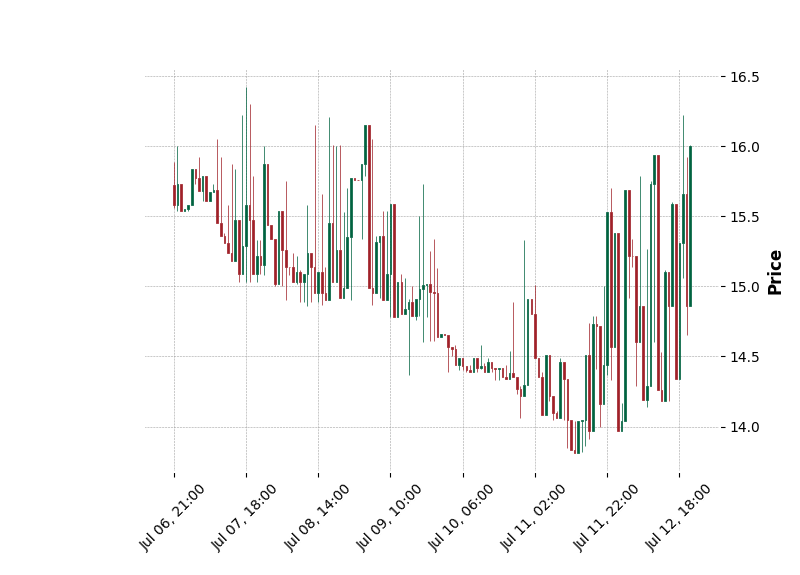 16.5
16.0
15.5
15.0
14.5
14.0
Price
Jul 06, 21:00
Jul 07, 18:00
Jul 08, 14:00
Jul 09, 10:00
Jul 10, 06:00
Jul 11, 02:00
Jul 11, 22:00
Jul 12, 18:00